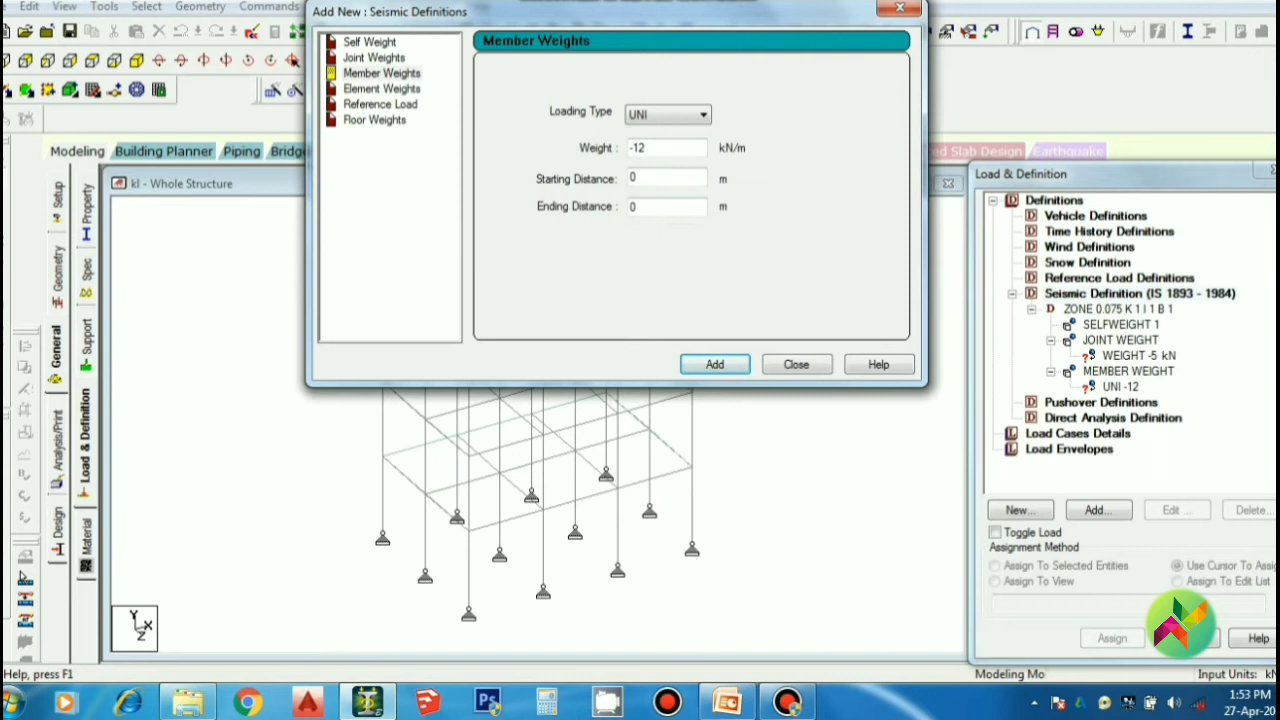 Edit View Tools Select Geometry Commands
Add New : Seismic Definitions
Self Weight
Joint Weights
Member Weights
Element Weights
Reference Load
Floor Weights
Member Weights
Loading Type UNI
Weight : -12 kN/m
Starting Distance: 0 m
Ending Distance : 0 m
Add Close Help
Modeling Building Planner Piping Bridge
ed Slab Design Earthquake
kl - Whole Structure
Setup
Geometry
General
Analysis/Print
Design
Property
Spec
Support
Load & Definition
Material
Y
X
Z
Load & Definition
Definitions
Vehicle Definitions
Time History Definitions
Wind Definitions
Snow Definitions
Reference Load Definitions
Seismic Definition (IS 1893 - 1984)
ZONE 0.075 K 1 I 1 B 1
SELFWEIGHT 1
JOINT WEIGHT
WEIGHT -5 kN
MEMBER WEIGHT
UNI -12
Pushover Definitions
Direct Analysis Definition
Load Cases Details
Load Envelopes
New... Add... Edit ... Delete...
Toggle Load
Assignment Method
Assign To Selected Entities Use Cursor To Assig
Assign To View Assign To Edit List
Assign Help
Help, press F1
Modeling Mo Input Units: kN
Ps
1:53 PM
27-Apr-20